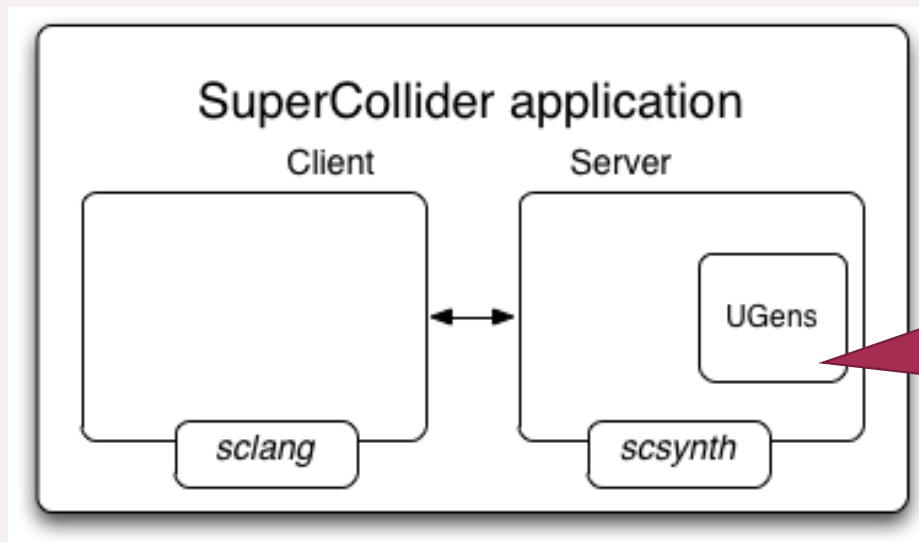 SuperCollider application
Client Server
UGens
sclang scsynth